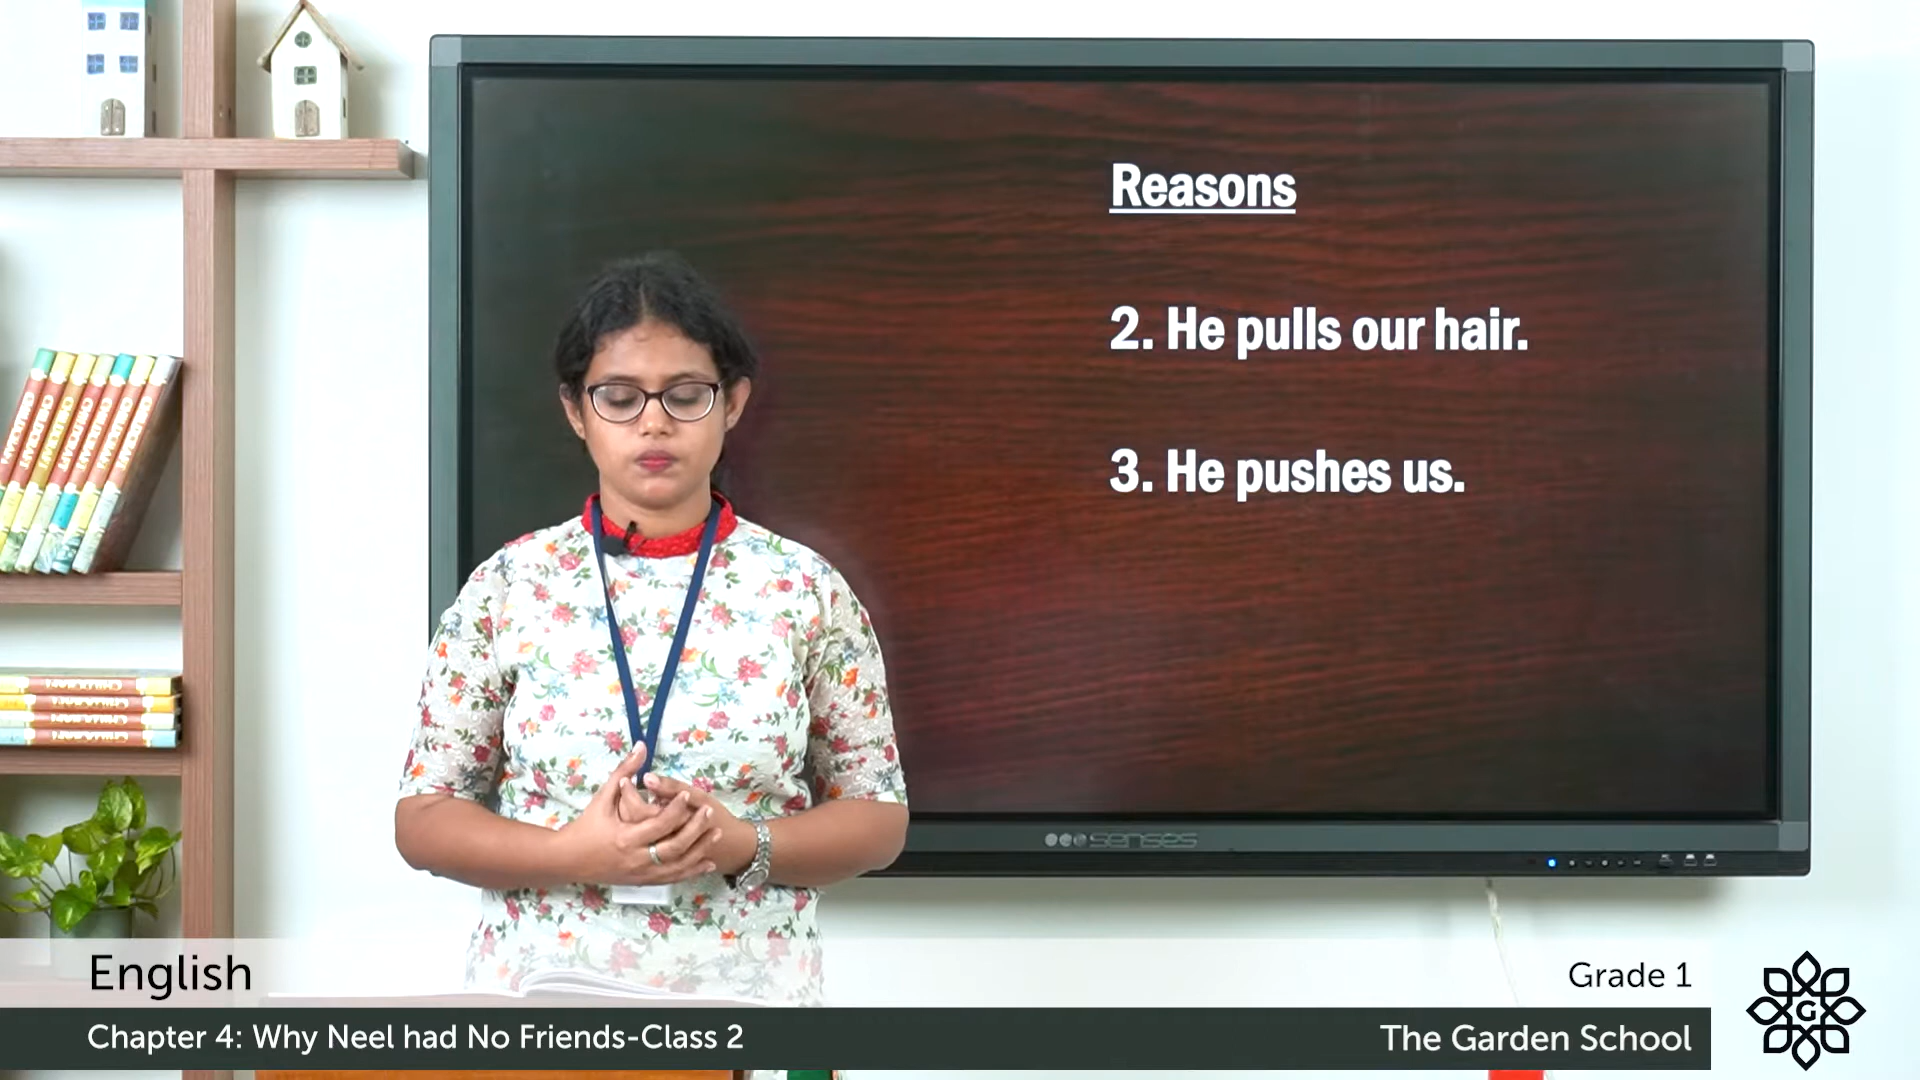 Reasons
2. He pulls our hair.
3. He pushes us.
senses
English
Grade 1
Chapter 4: Why Neel had No Friends-Class 2
The Garden School
G